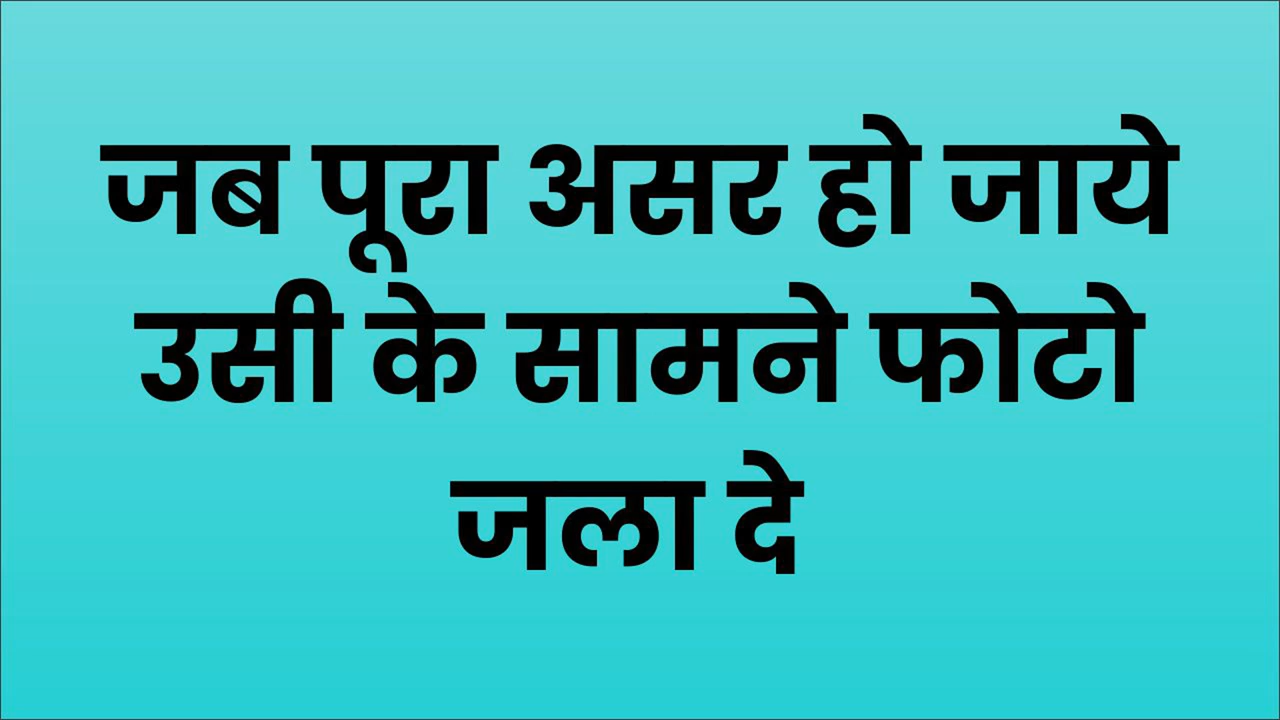 जब पूरा असर हो जाये
उसी के सामने फोटो
जला दे